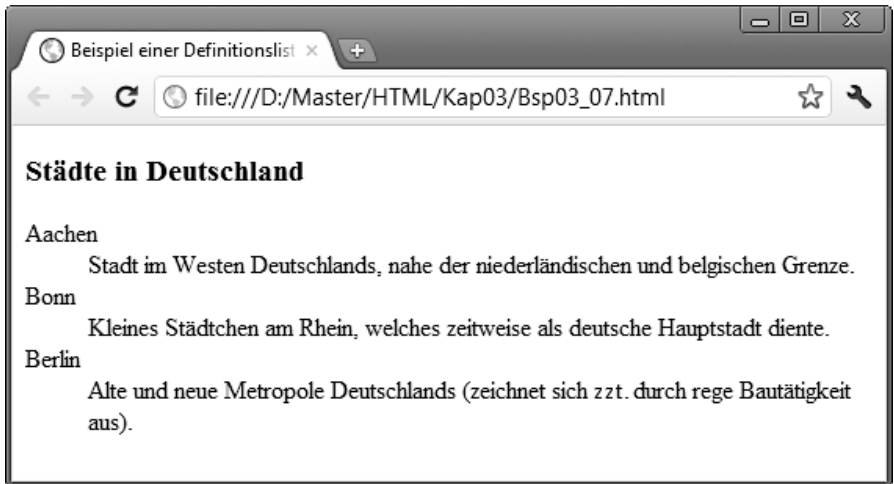 Beispiel einer Definitionslist
file:///D:/Master/HTML/Kap03/Bsp03_07.html
Städte in Deutschland
Aachen
Stadt im Westen Deutschlands, nahe der niederländischen und belgischen Grenze.
Bonn
Kleines Städtchen am Rhein, welches zeitweise als deutsche Hauptstadt diente.
Berlin
Alte und neue Metropole Deutschlands (zeichnet sich zzt. durch rege Bautätigkeit
aus).